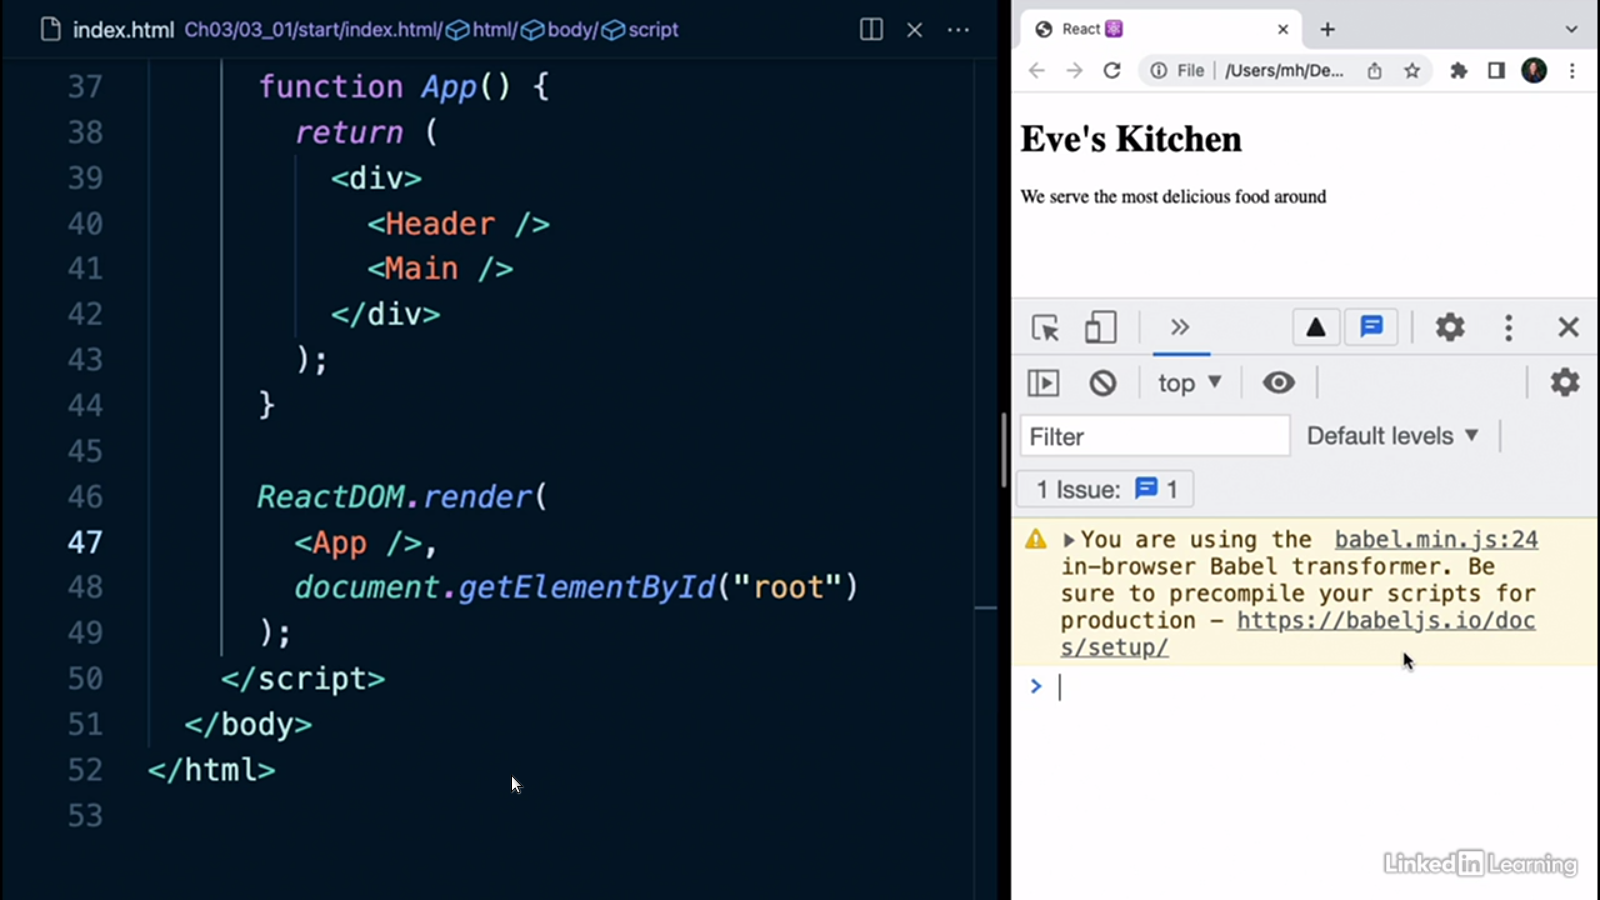 index.html Ch03/03_01/start/index.html/html/body/script
37 function App() {
38 return (
39 <div>
40 <Header />
41 <Main />
42 </div>
43 );
44 }
45
46 ReactDOM.render(
47 <App />,
48 document.getElementById("root")
49 );
50 </script>
51 </body>
52 </html>
53
React
File /Users/mh/De...
Eve's Kitchen
We serve the most delicious food around
top
Filter Default levels
1 Issue: 1
You are using the babel.min.js:24
in-browser Babel transformer. Be
sure to precompile your scripts for
production – https://babeljs.io/doc
s/setup/
Linked in Learning